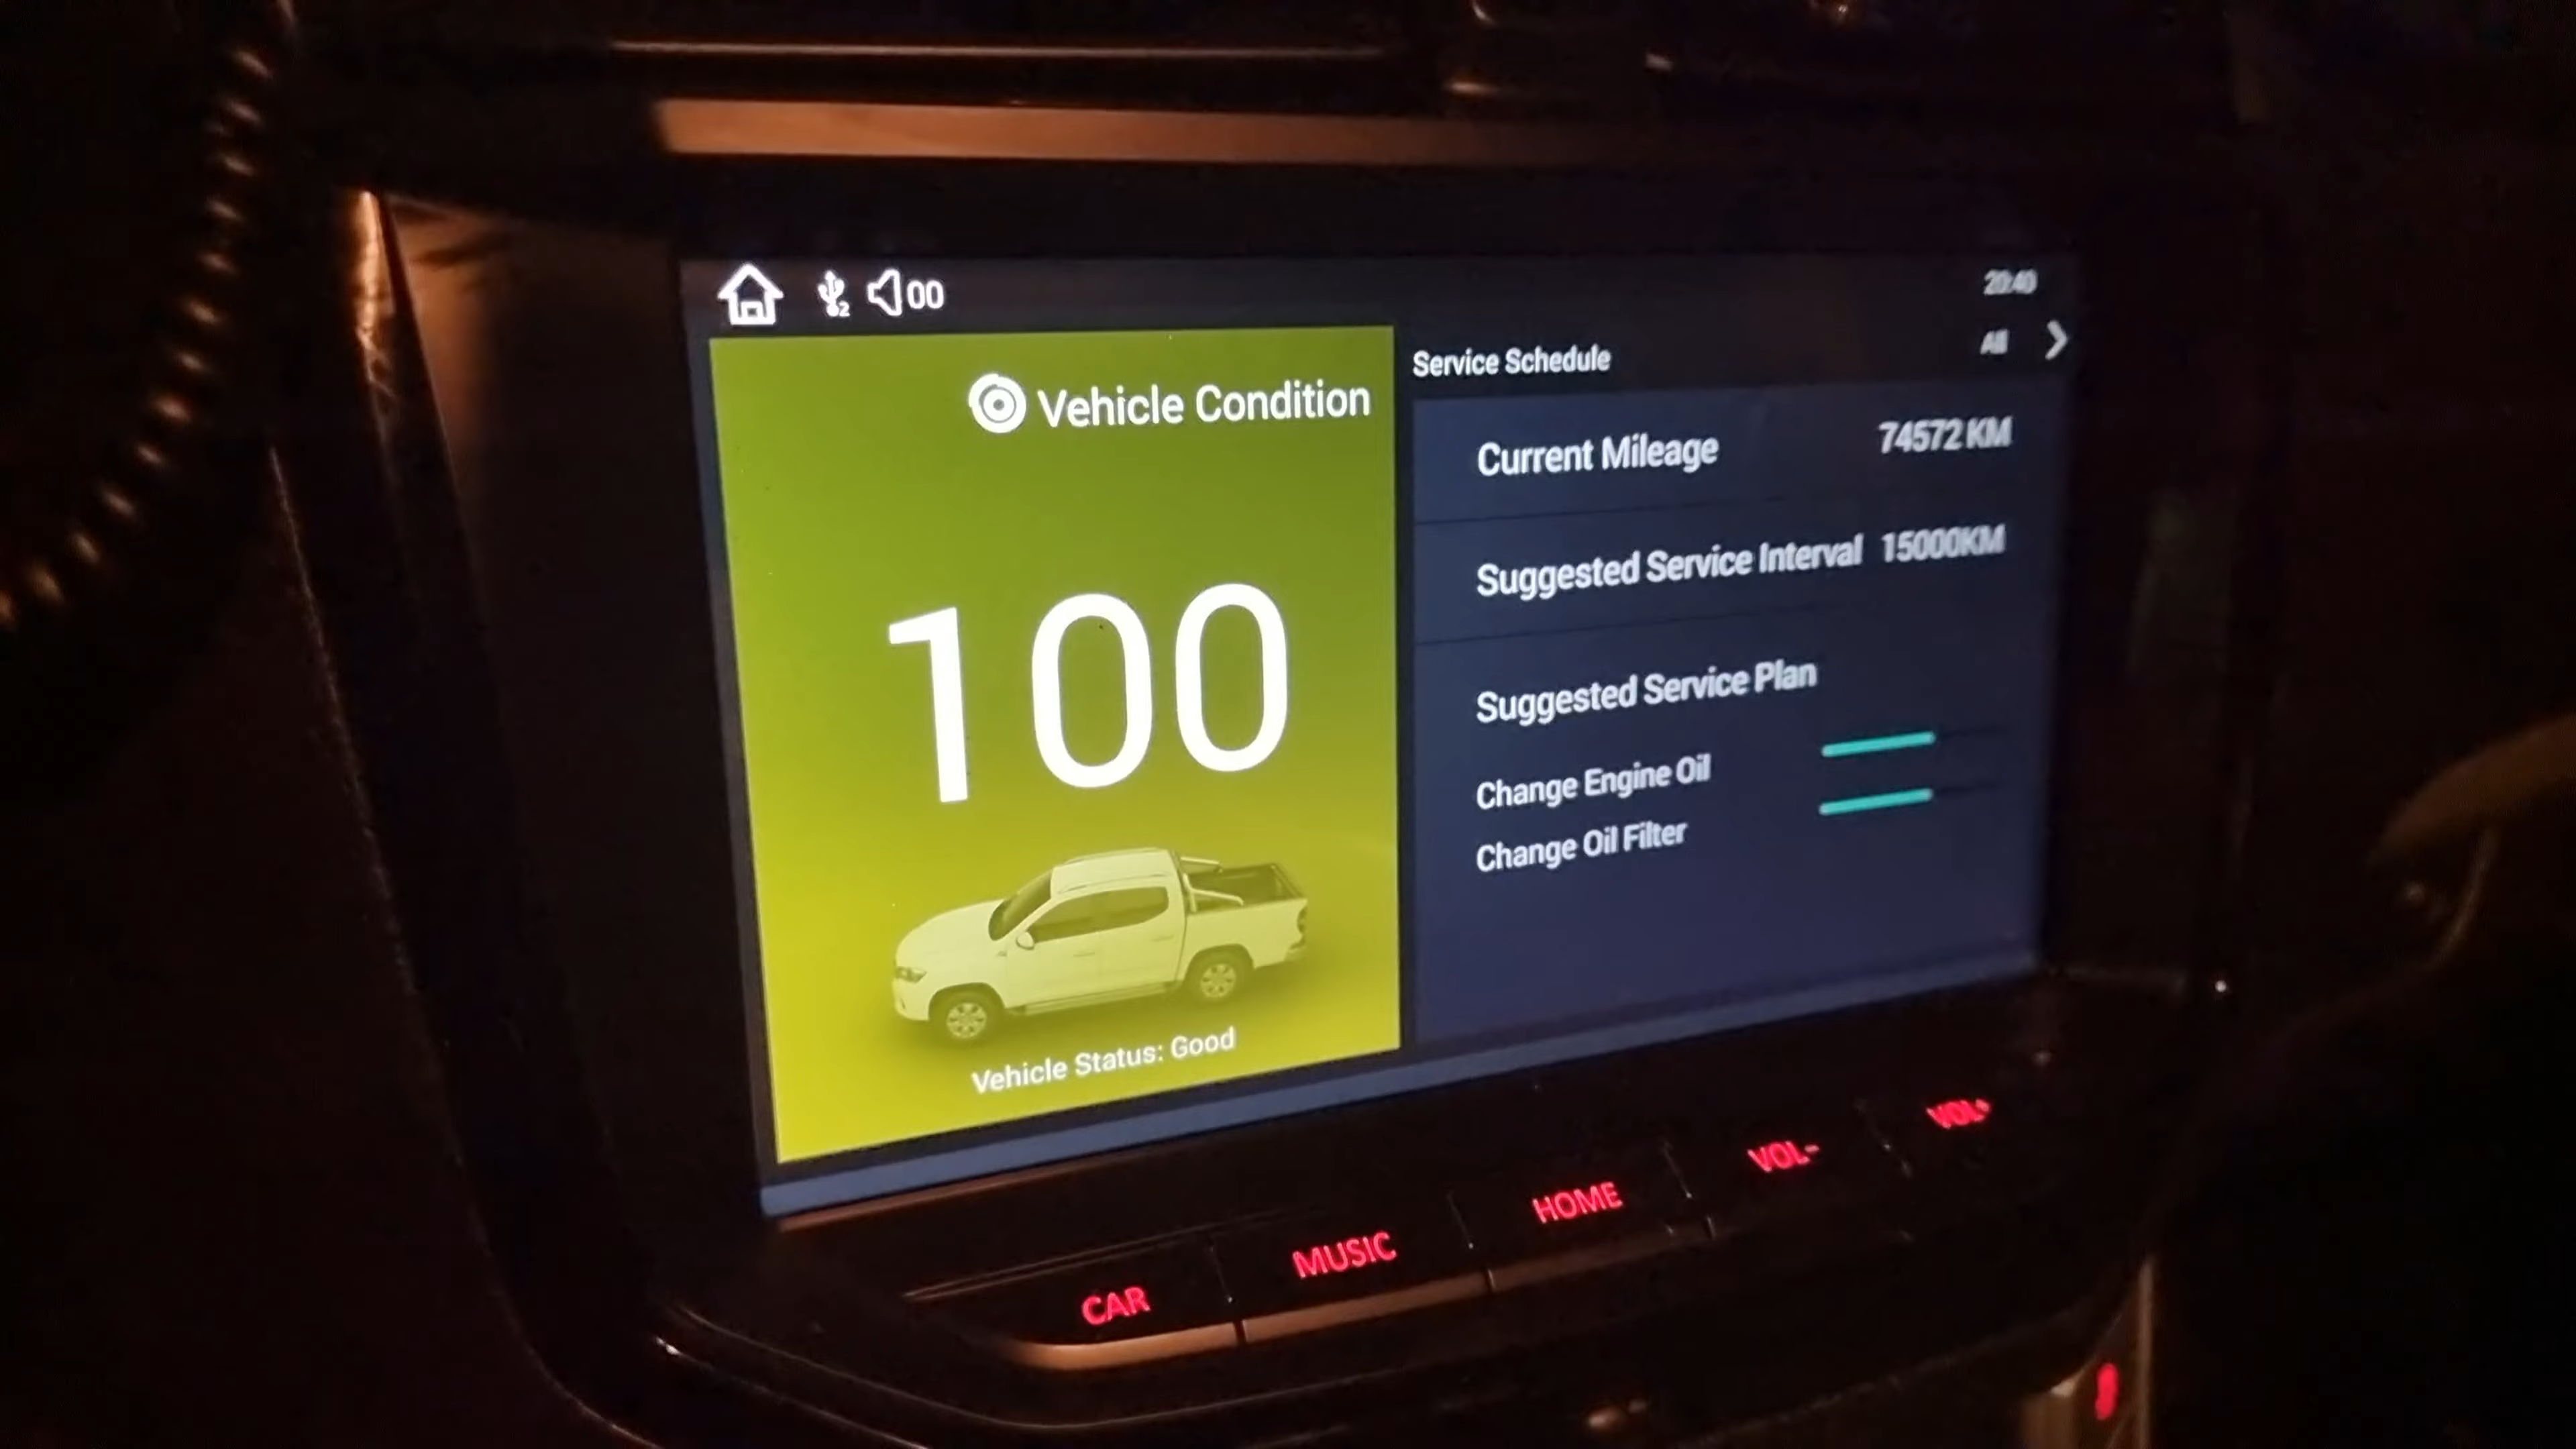 2
00
20:40
Vehicle Condition
100
Vehicle Status: Good
Service Schedule
All
Current Mileage 74572 KM
Suggested Service Interval 15000KM
Suggested Service Plan
Change Engine Oil
Change Oil Filter
CAR
MUSIC
HOME
VOL-
VOL+